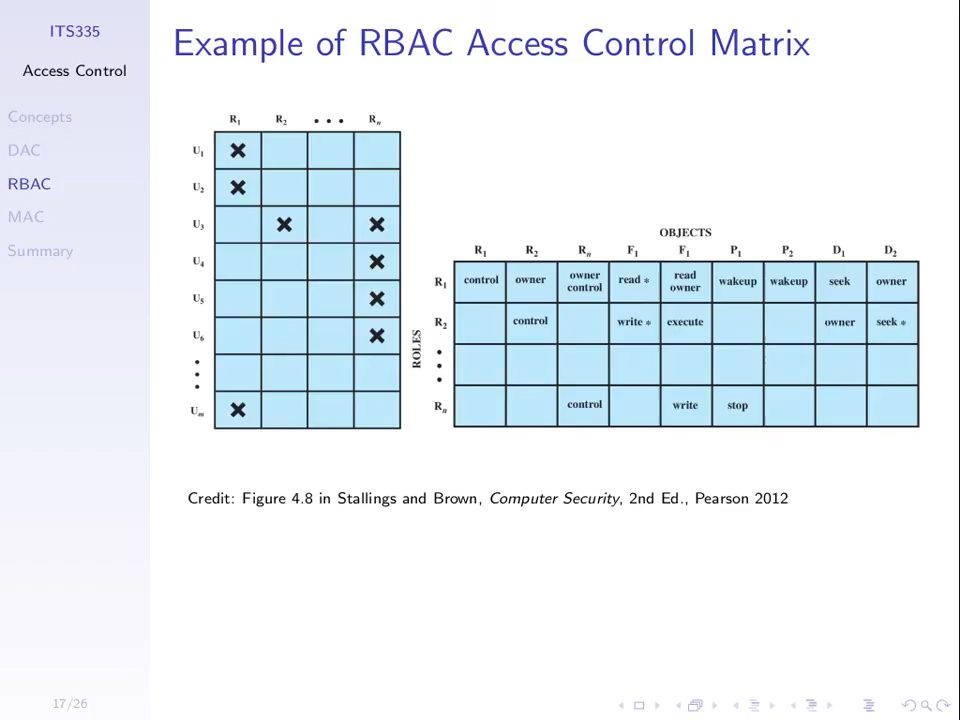 ITS335
Access Control
Concepts
DAC
RBAC
MAC
Summary
Example of RBAC Access Control Matrix
R1 R2 • • • Rn
U1 ✖
U2 ✖
U3 ✖ ✖
U4 ✖
U5 ✖
U6 ✖
•
•
•
Um ✖
OBJECTS
R1 R2 Rn F1 F1 P1 P2 D1 D2
ROLES
R1 control owner owner control read * read owner wakeup wakeup seek owner
R2 control write * execute owner seek *
•
•
•
Rn control write stop
Credit: Figure 4.8 in Stallings and Brown, Computer Security, 2nd Ed., Pearson 2012
17/26